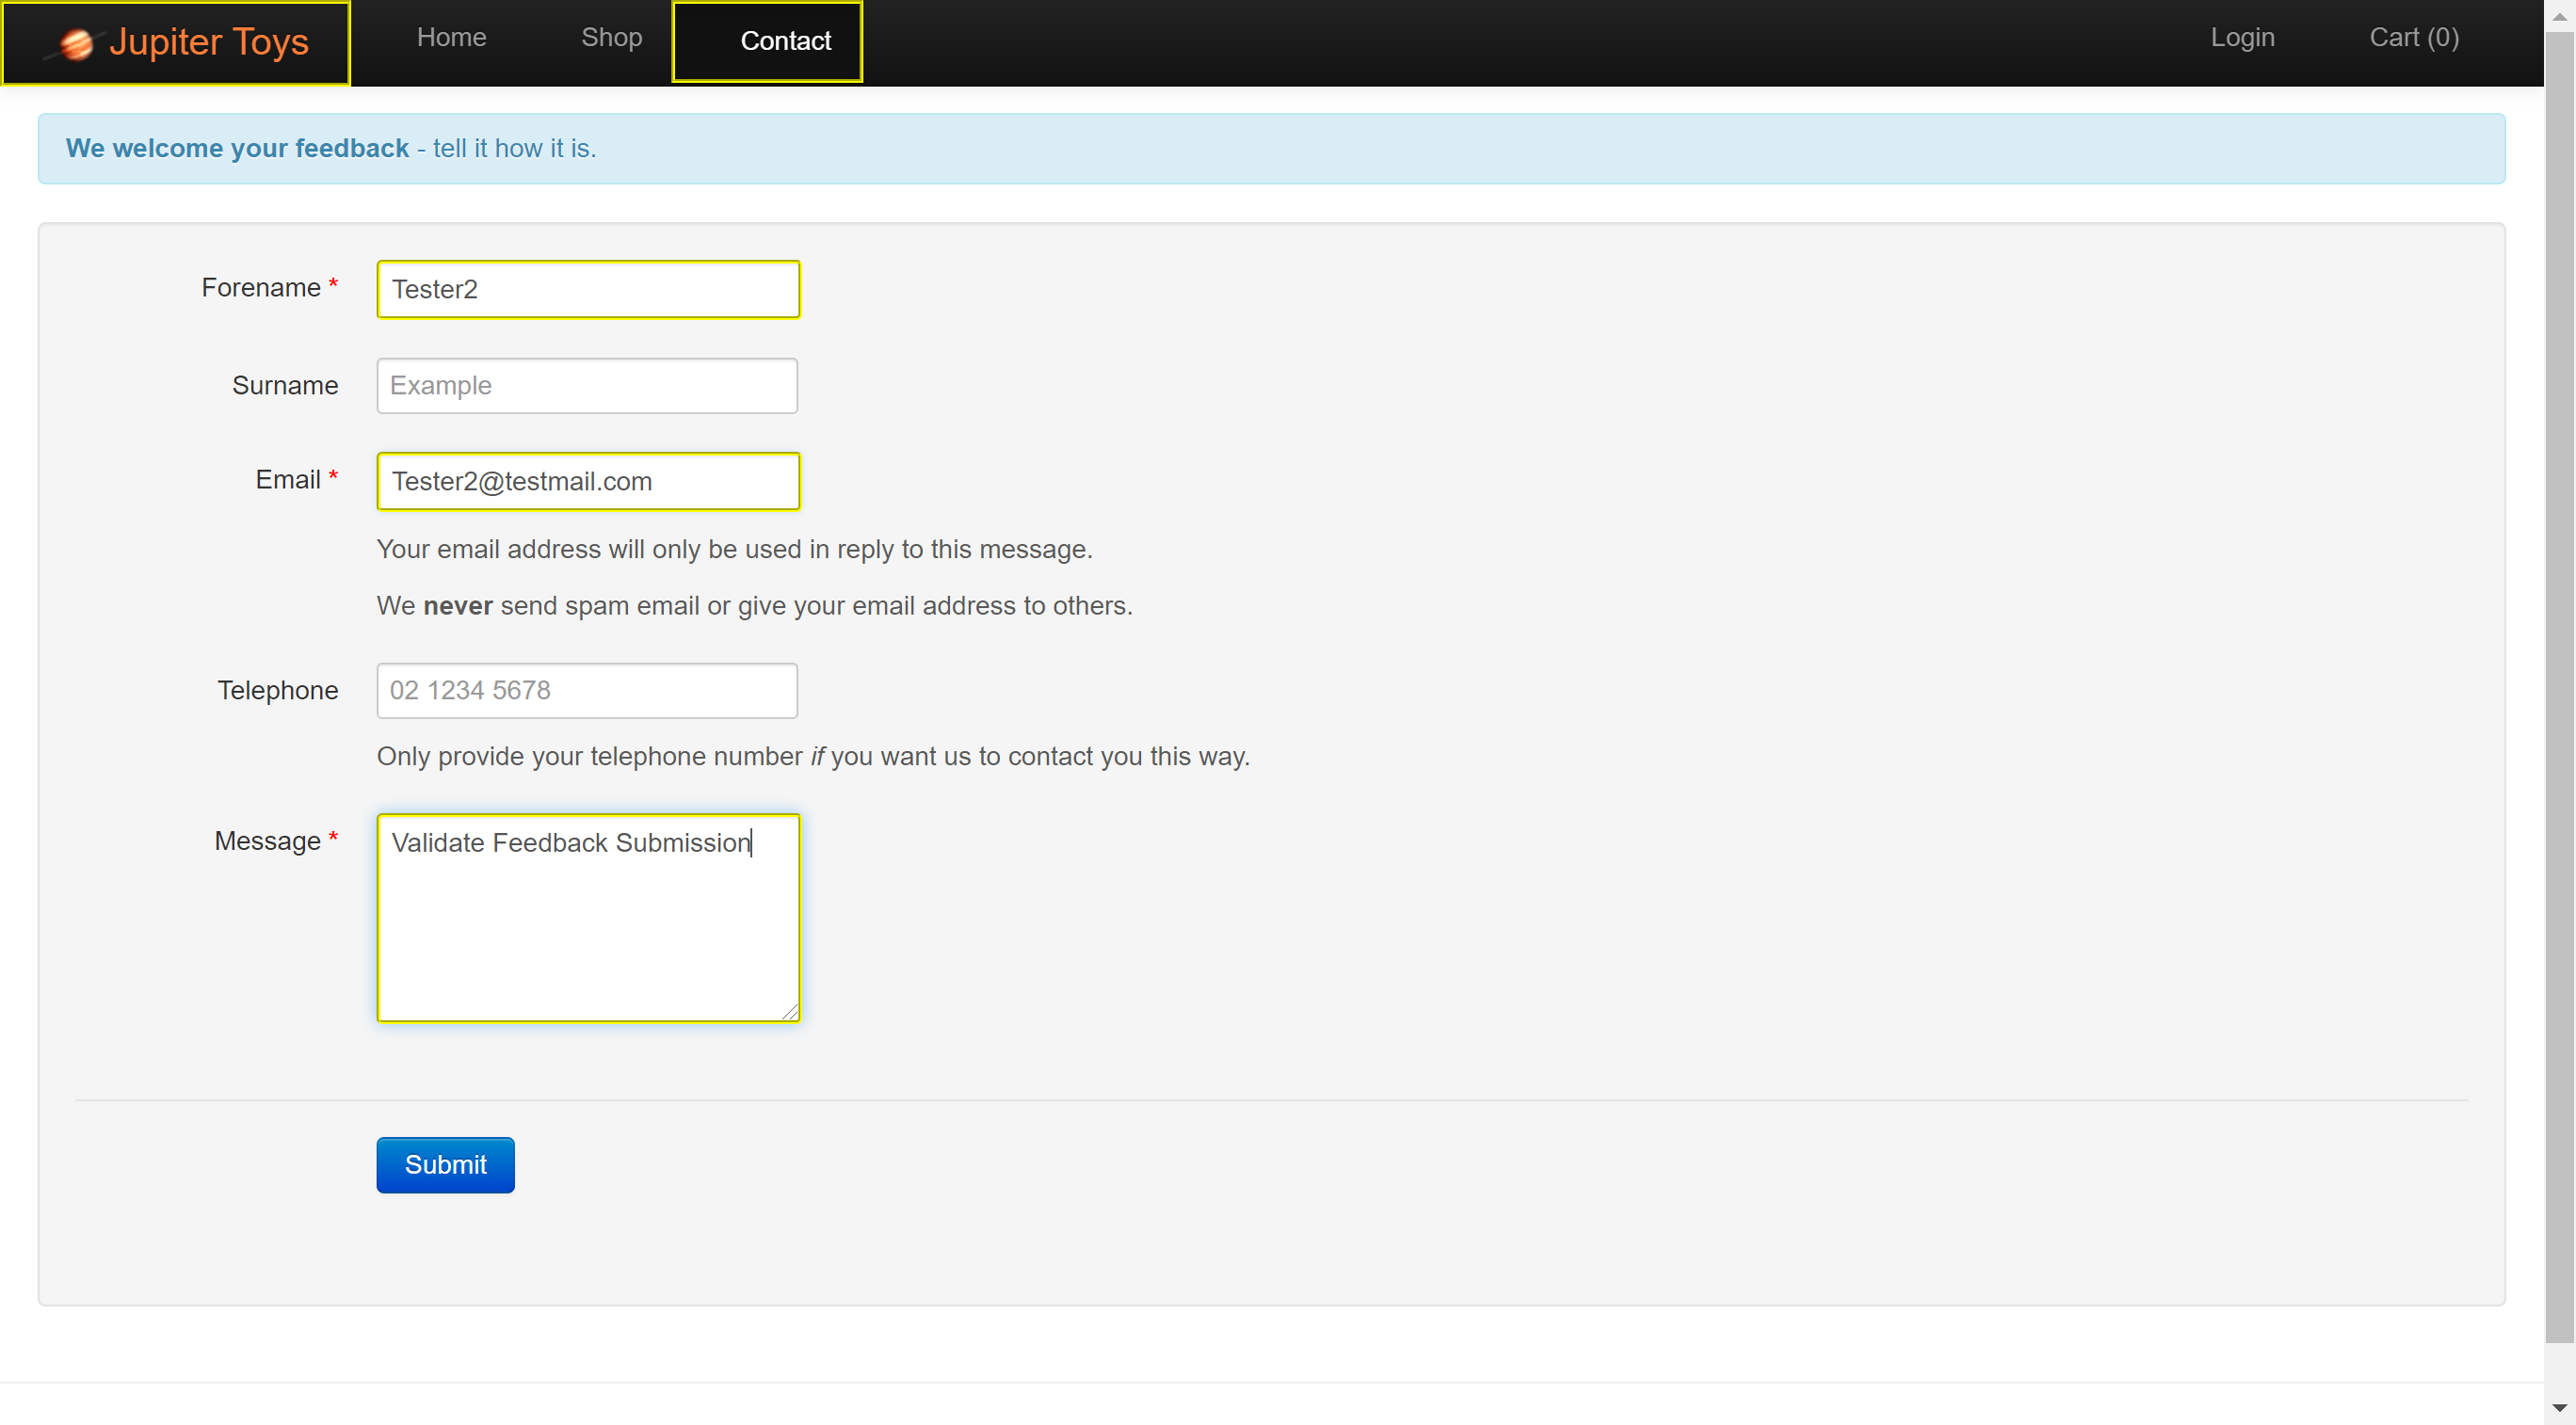 Jupiter Toys Home Shop Contact Login Cart (0)
We welcome your feedback - tell it how it is.
Forename * Tester2
Surname Example
Email * Tester2@testmail.com
Your email address will only be used in reply to this message.
We never send spam email or give your email address to others.
Telephone 02 1234 5678
Only provide your telephone number if you want us to contact you this way.
Message * Validate Feedback Submission
Submit